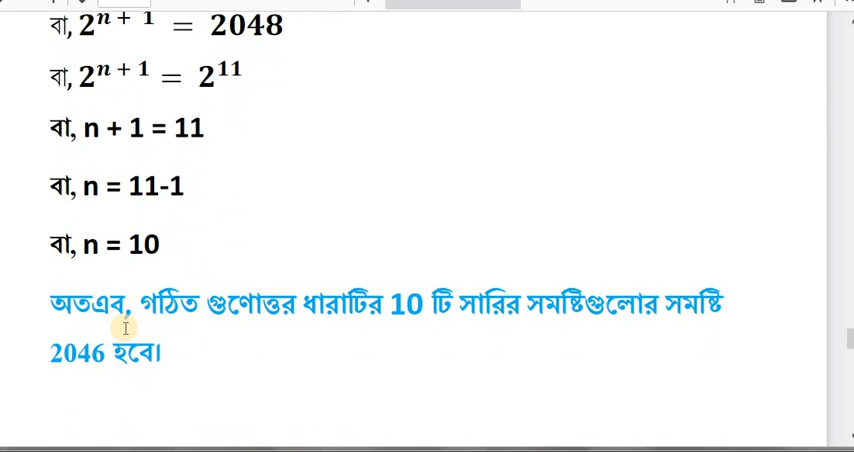 বা, 2ⁿ ⁺ ¹ = 2048
বা, 2ⁿ ⁺ ¹ = 2¹¹
বা, n + 1 = 11
বা, n = 11-1
বা, n = 10
অতএব, গঠিত গুণোত্তর ধারাটির 10 টি সারির সমষ্টিগুলোর সমষ্টি
2046 হবে।